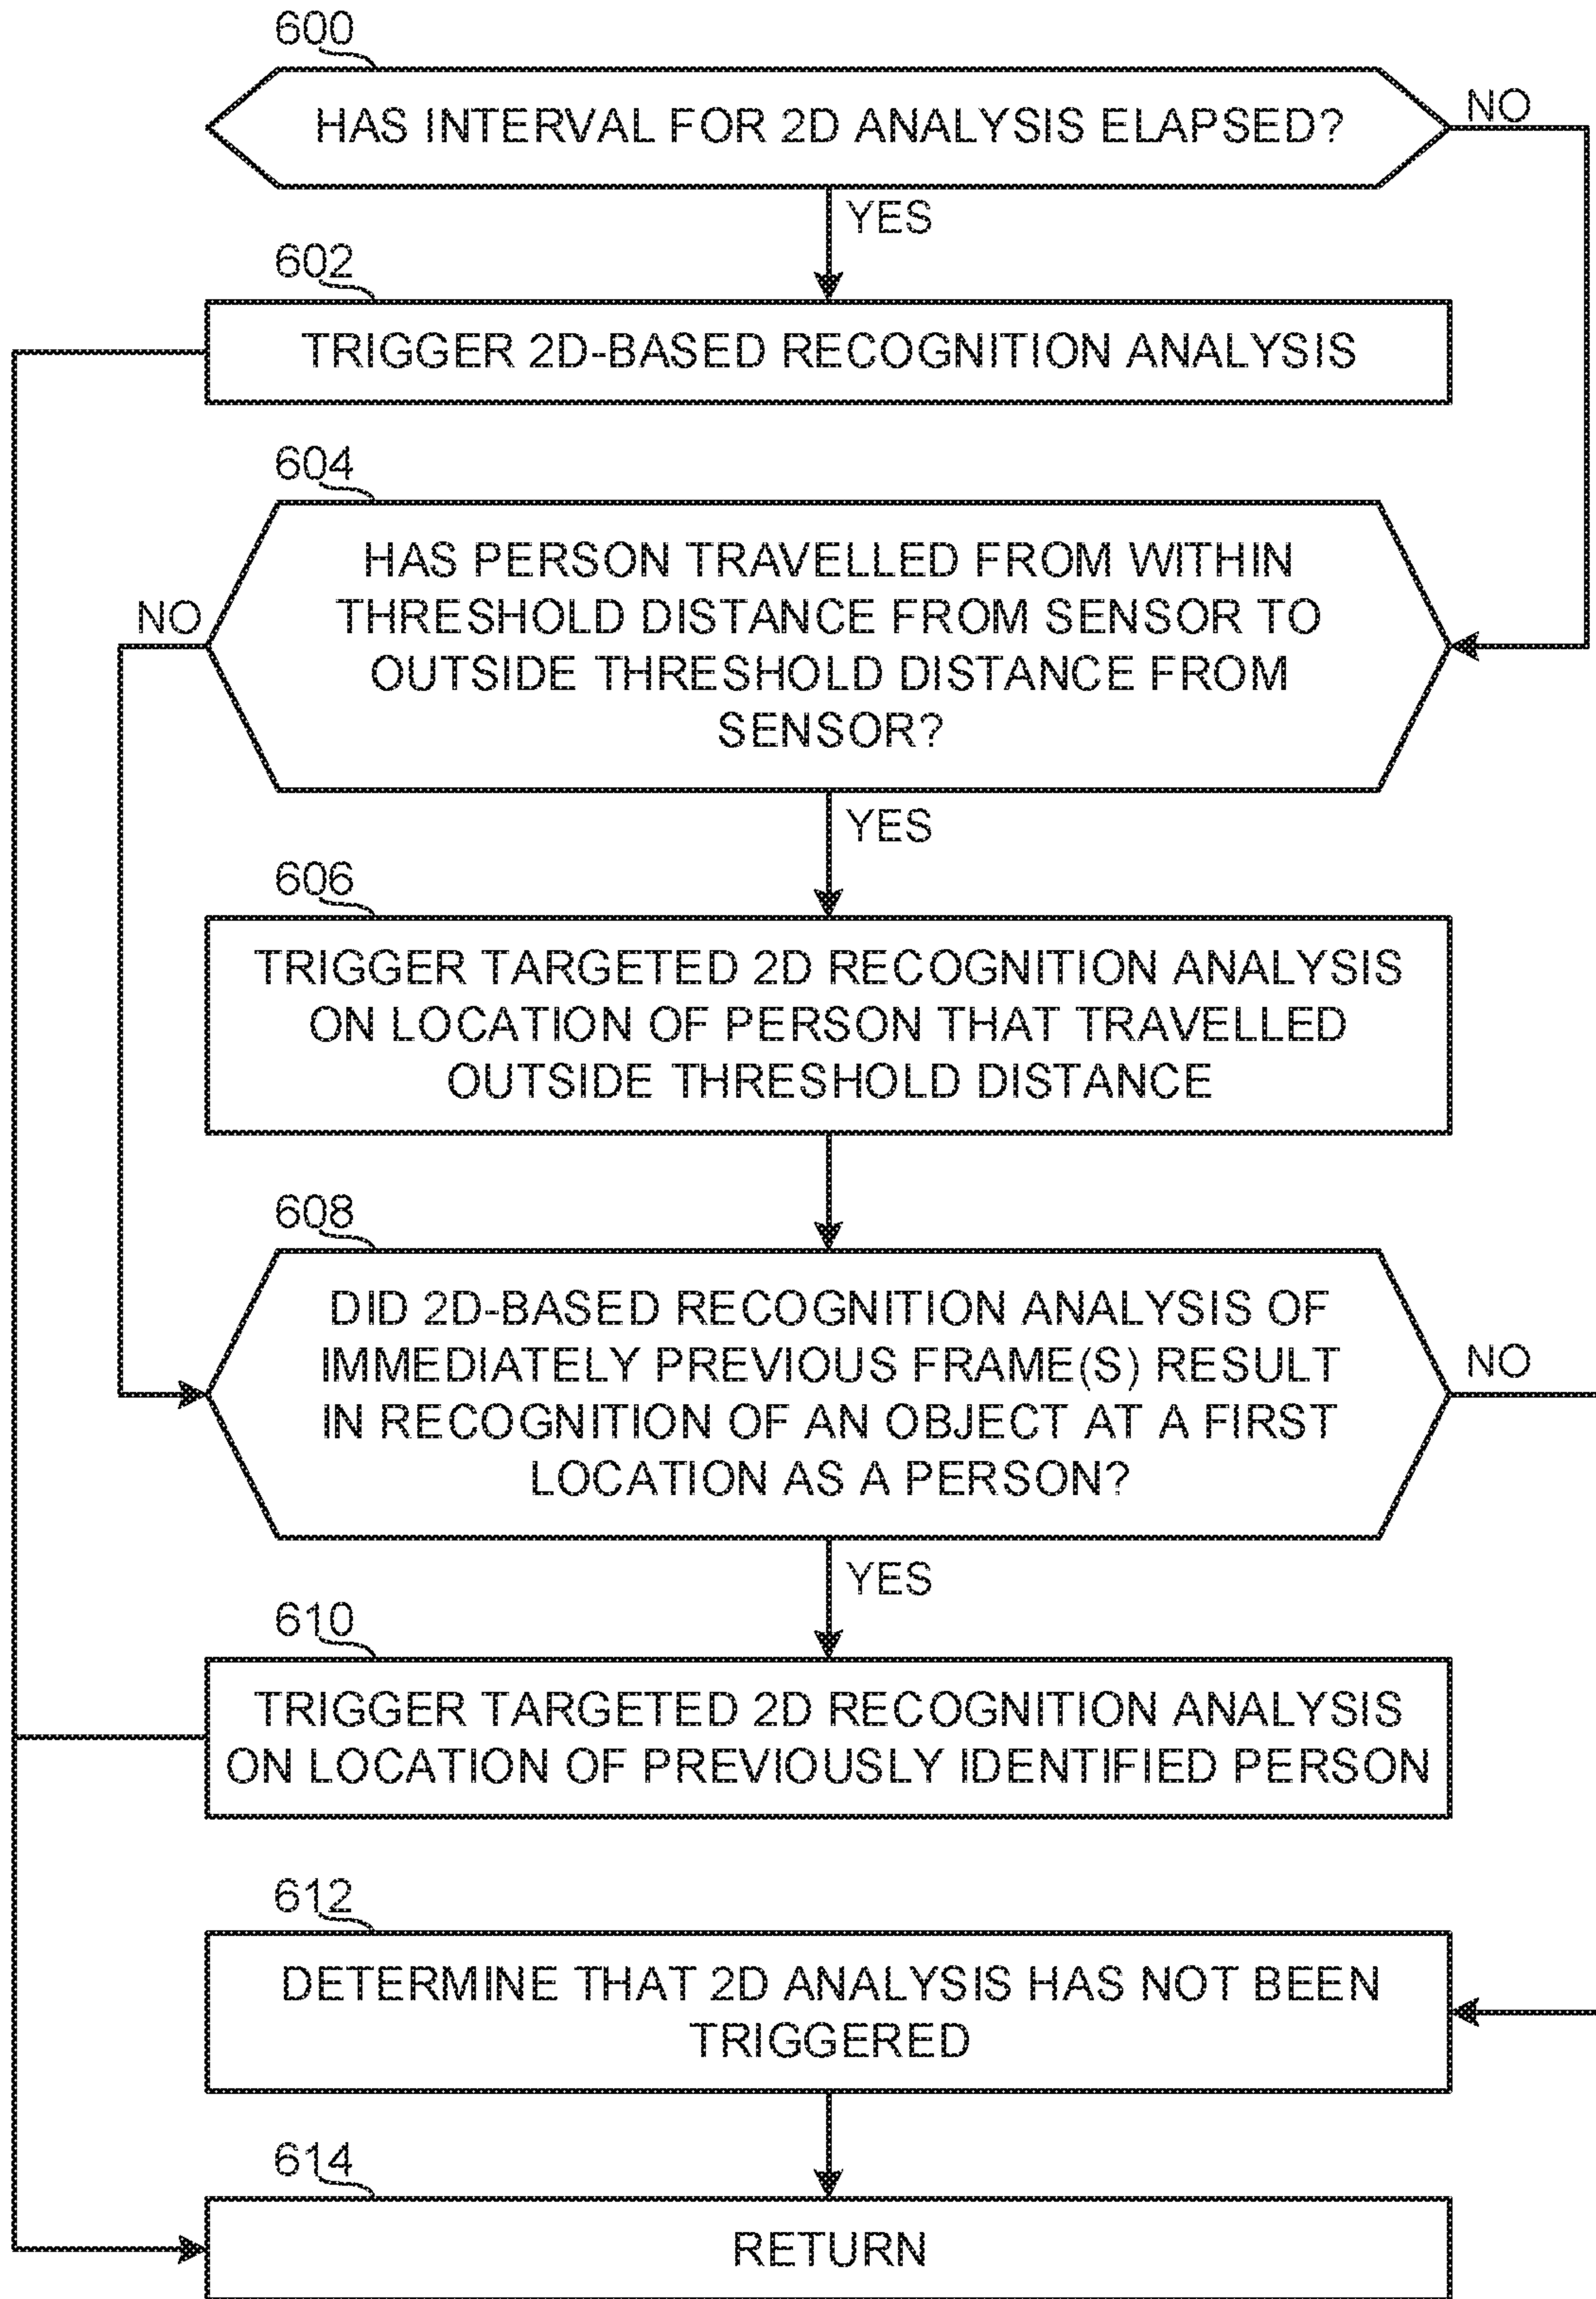 600
HAS INTERVAL FOR 2D ANALYSIS ELAPSED?
NO
YES
602
TRIGGER 2D-BASED RECOGNITION ANALYSIS
604
HAS PERSON TRAVELLED FROM WITHIN
THRESHOLD DISTANCE FROM SENSOR TO
OUTSIDE THRESHOLD DISTANCE FROM
SENSOR?
NO
YES
606
TRIGGER TARGETED 2D RECOGNITION ANALYSIS
ON LOCATION OF PERSON THAT TRAVELLED
OUTSIDE THRESHOLD DISTANCE
608
DID 2D-BASED RECOGNITION ANALYSIS OF
IMMEDIATELY PREVIOUS FRAME(S) RESULT
IN RECOGNITION OF AN OBJECT AT A FIRST
LOCATION AS A PERSON?
NO
YES
610
TRIGGER TARGETED 2D RECOGNITION ANALYSIS
ON LOCATION OF PREVIOUSLY IDENTIFIED PERSON
612
DETERMINE THAT 2D ANALYSIS HAS NOT BEEN
TRIGGERED
614
RETURN